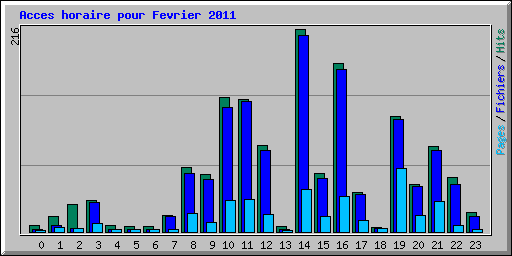 Acces horaire pour Fevrier 2011
216
Pages / Fichiers / Hits
0 1 2 3 4 5 6 7 8 9 10 11 12 13 14 15 16 17 18 19 20 21 22 23